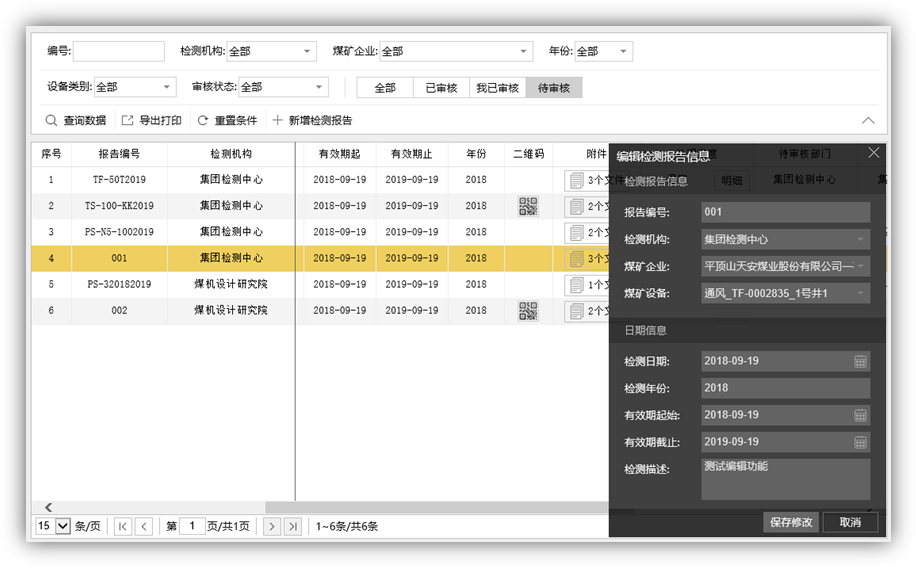 编号: 检测机构: 全部 煤矿企业: 全部 年份: 全部
设备类别: 全部 审核状态: 全部 全部 已审核 我已审核 待审核
查询数据 导出打印 重置条件 新增检测报告
序号 报告编号 检测机构 有效期起 有效期止 年份 二维码 附件 待审核部门
1 TF-50T2019 集团检测中心 2018-09-19 2019-09-19 2018 3个文件 明细 集团检测中心
2 TS-100-KK2019 集团检测中心 2018-09-19 2019-09-19 2018 2个文
3 PS-N5-1002019 集团检测中心 2018-09-19 2019-09-19 2018 2个文
4 001 集团检测中心 2018-09-19 2019-09-19 2018 3个文
5 PS-320182019 煤机设计研究院 2018-09-19 2019-09-19 2018 1个文
6 002 煤机设计研究院 2018-09-19 2019-09-19 2018 2个文
15 条/页 第 1 页/共1页 1~6条/共6条
编辑检测报告信息
检测报告信息
报告编号: 001
检测机构: 集团检测中心
煤矿企业: 平顶山天安煤业股份有限公司一
煤矿设备: 通风_TF-0002835_1号井1
日期信息
检测日期: 2018-09-19
检测年份: 2018
有效期起始: 2018-09-19
有效期截止: 2019-09-19
检测描述: 测试编辑功能
保存修改 取消